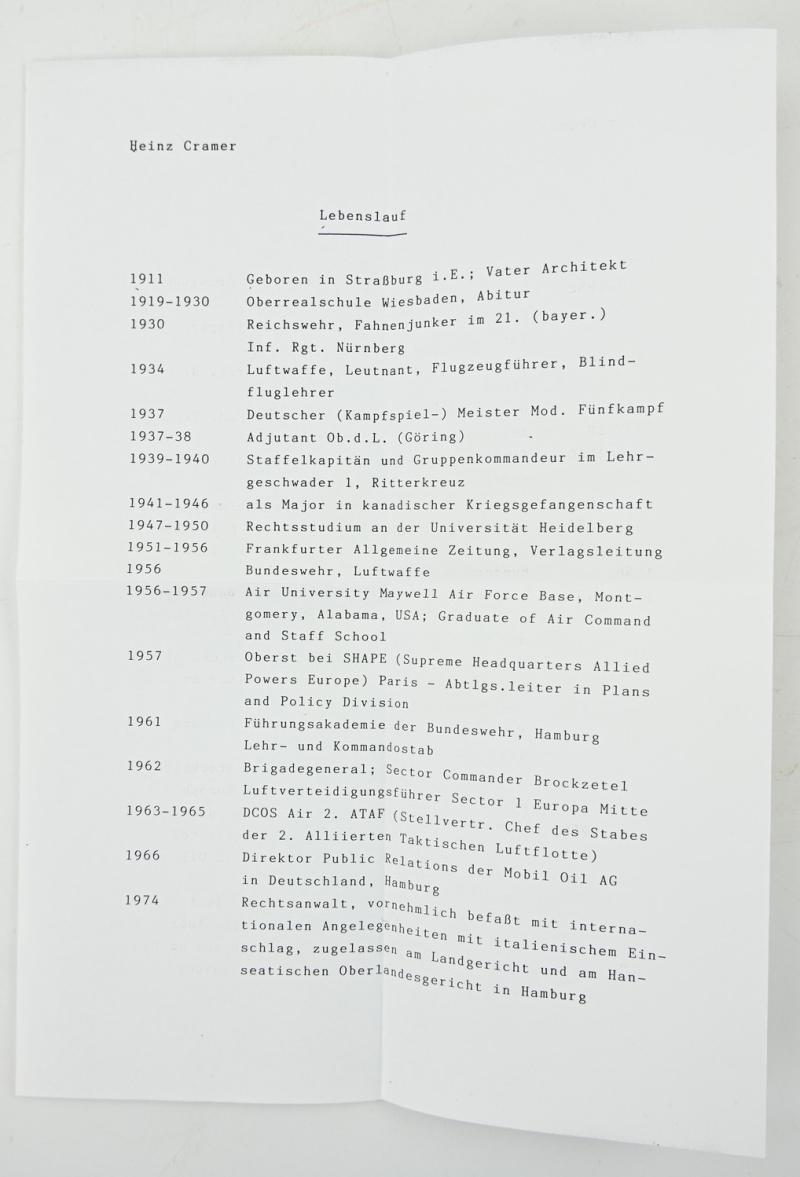 Heinz Cramer
Lebenslauf
1911 Geboren in Straßburg i.E.; Vater Architekt
1919-1930 Oberrealschule Wiesbaden, Abitur
1930 Reichswehr, Fahnenjunker im 21. (bayer.)
Inf. Rgt. Nürnberg
1934 Luftwaffe, Leutnant, Flugzeugführer, Blind-
fluglehrer
1937 Deutscher (Kampfspiel-) Meister Mod. Fünfkampf
1937-38 Adjutant Ob.d.L. (Göring)
1939-1940 Staffelkapitän und Gruppenkommandeur im Lehr-
geschwader 1, Ritterkreuz
1941-1946 als Major in kanadischer Kriegsgefangenschaft
1947-1950 Rechtsstudium an der Universität Heidelberg
1951-1956 Frankfurter Allgemeine Zeitung, Verlagsleitung
1956 Bundeswehr, Luftwaffe
1956-1957 Air University Maywell Air Force Base, Mont-
gomery, Alabama, USA; Graduate of Air Command
and Staff School
1957 Oberst bei SHAPE (Supreme Headquarters Allied
Powers Europe) Paris - Abtlgs.leiter in Plans
and Policy Division
1961 Führungsakademie der Bundeswehr, Hamburg
Lehr- und Kommandostab
1962 Brigadegeneral; Sector Commander Brockzetel
Luftverteidigungsführer Sector 1 Europa Mitte
1963-1965 DCOS Air 2. ATAF (Stellvertr. Chef des Stabes
der 2. Alliierten Taktischen Luftflotte)
1966 Direktor Public Relations der Mobil Oil AG
in Deutschland, Hamburg
1974 Rechtsanwalt, vornehmlich befaßt mit interna-
tionalen Angelegenheiten mit italienischem Ein-
schlag, zugelassen am Landgericht und am Han-
seatischen Oberlandesgericht in Hamburg